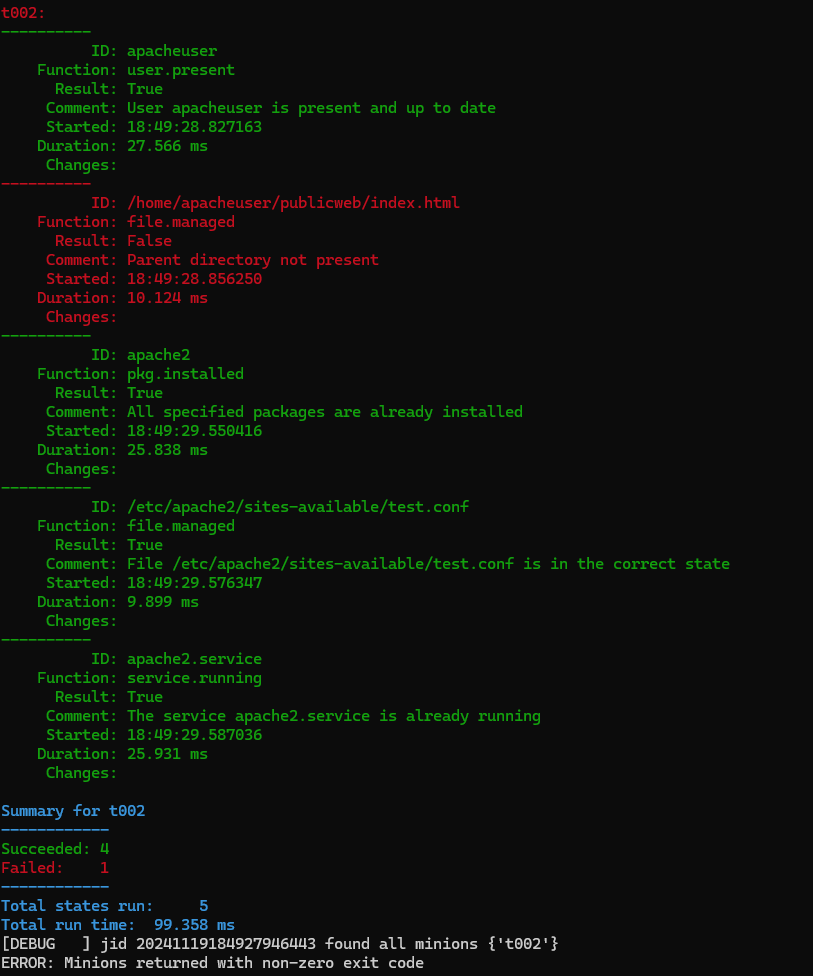 t002:
----------
          ID: apacheuser
    Function: user.present
      Result: True
     Comment: User apacheuser is present and up to date
     Started: 18:49:28.827163
    Duration: 27.566 ms
     Changes:
----------
          ID: /home/apacheuser/publicweb/index.html
    Function: file.managed
      Result: False
     Comment: Parent directory not present
     Started: 18:49:28.856250
    Duration: 10.124 ms
     Changes:
----------
          ID: apache2
    Function: pkg.installed
      Result: True
     Comment: All specified packages are already installed
     Started: 18:49:29.550416
    Duration: 25.838 ms
     Changes:
----------
          ID: /etc/apache2/sites-available/test.conf
    Function: file.managed
      Result: True
     Comment: File /etc/apache2/sites-available/test.conf is in the correct state
     Started: 18:49:29.576347
    Duration: 9.899 ms
     Changes:
----------
          ID: apache2.service
    Function: service.running
      Result: True
     Comment: The service apache2.service is already running
     Started: 18:49:29.587036
    Duration: 25.931 ms
     Changes:

Summary for t002
------------
Succeeded: 4
Failed:    1
------------
Total states run:     5
Total run time:  99.358 ms
[DEBUG   ] jid 20241119184927946443 found all minions {'t002'}
ERROR: Minions returned with non-zero exit code